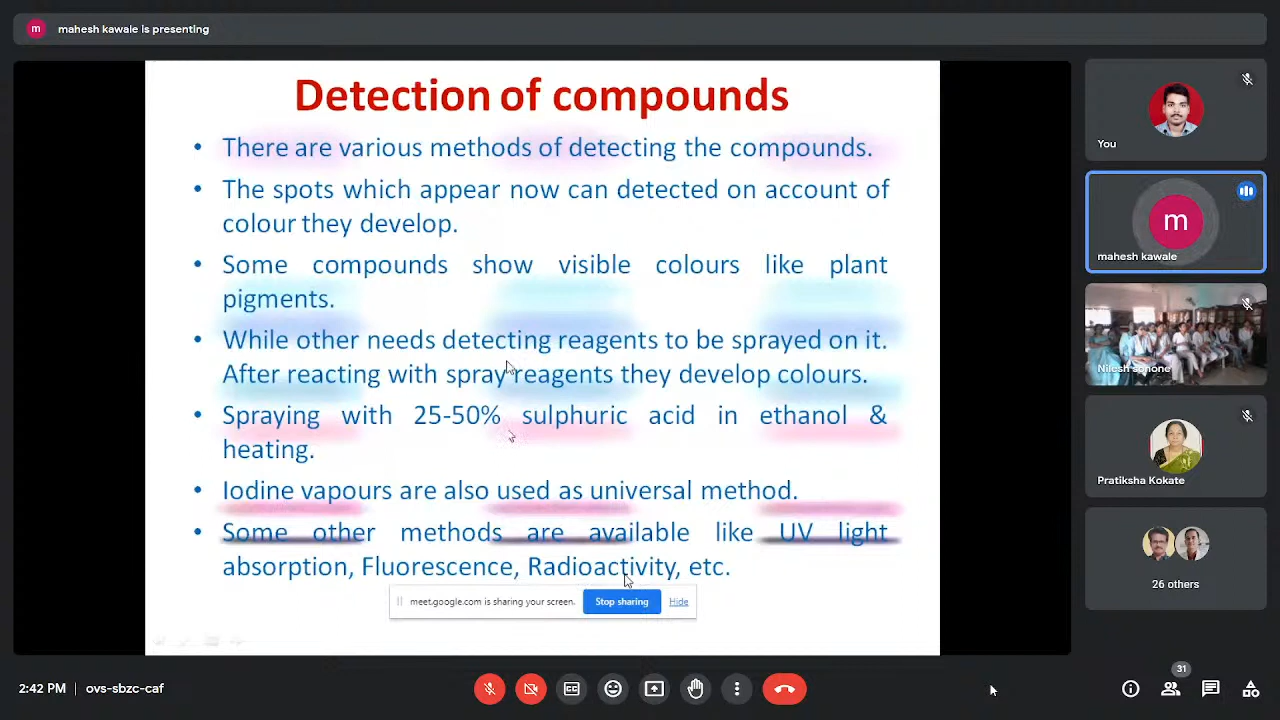 m mahesh kawale is presenting
Detection of compounds
• There are various methods of detecting the compounds.
• The spots which appear now can detected on account of
colour they develop.
• Some compounds show visible colours like plant
pigments.
• While other needs detecting reagents to be sprayed on it.
After reacting with spray reagents they develop colours.
• Spraying with 25-50% sulphuric acid in ethanol &
heating.
• Iodine vapours are also used as universal method.
• Some other methods are available like UV light
absorption, Fluorescence, Radioactivity, etc.
meet.google.com is sharing your screen. Stop sharing Hide
You
m
mahesh kawale
Nilesh
Pratiksha Kokate
26 others
2:42 PM | ovs-sbzc-caf
31